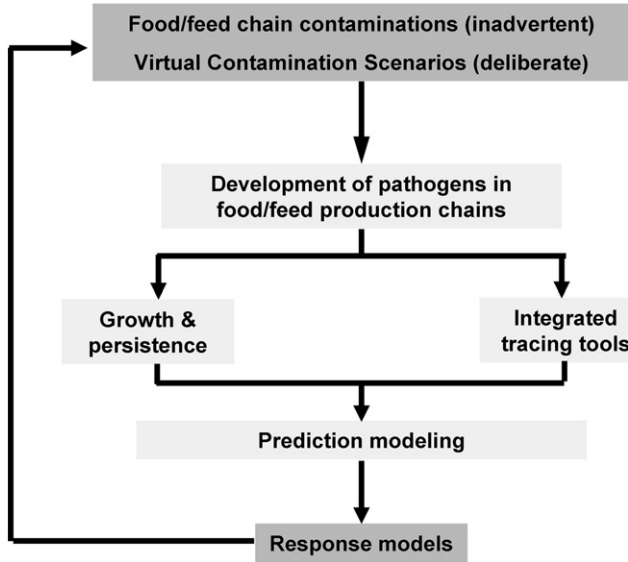 Food/feed chain contaminations (inadvertent)
Virtual Contamination Scenarios (deliberate)
Development of pathogens in
food/feed production chains
Growth &
persistence
Integrated
tracing tools
Prediction modeling
Response models